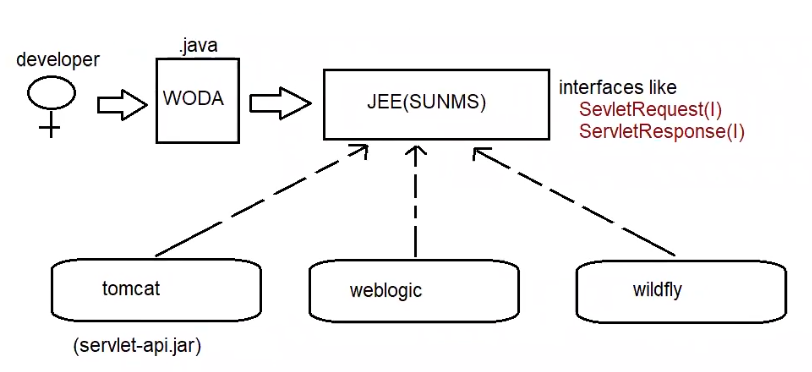 developer
.java
WODA
JEE(SUNMS)
interfaces like
SevletRequest(I)
ServletResponse(I)
tomcat
weblogic
wildfly
(servlet-api.jar)